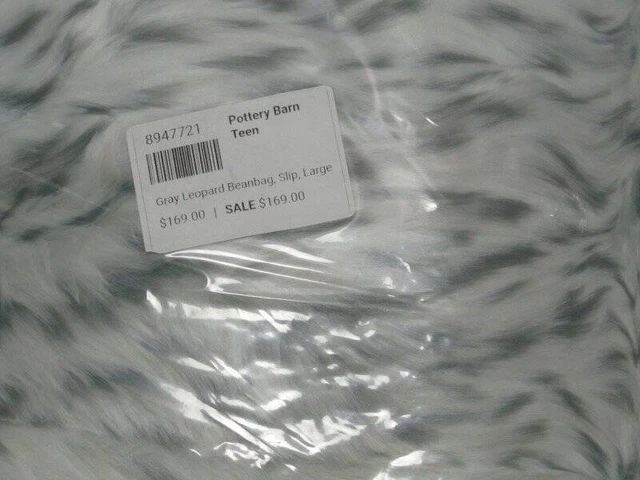 8947721
Pottery Barn
Teen
Gray Leopard Beanbag, Slip, Large
$169.00 | SALE $169.00